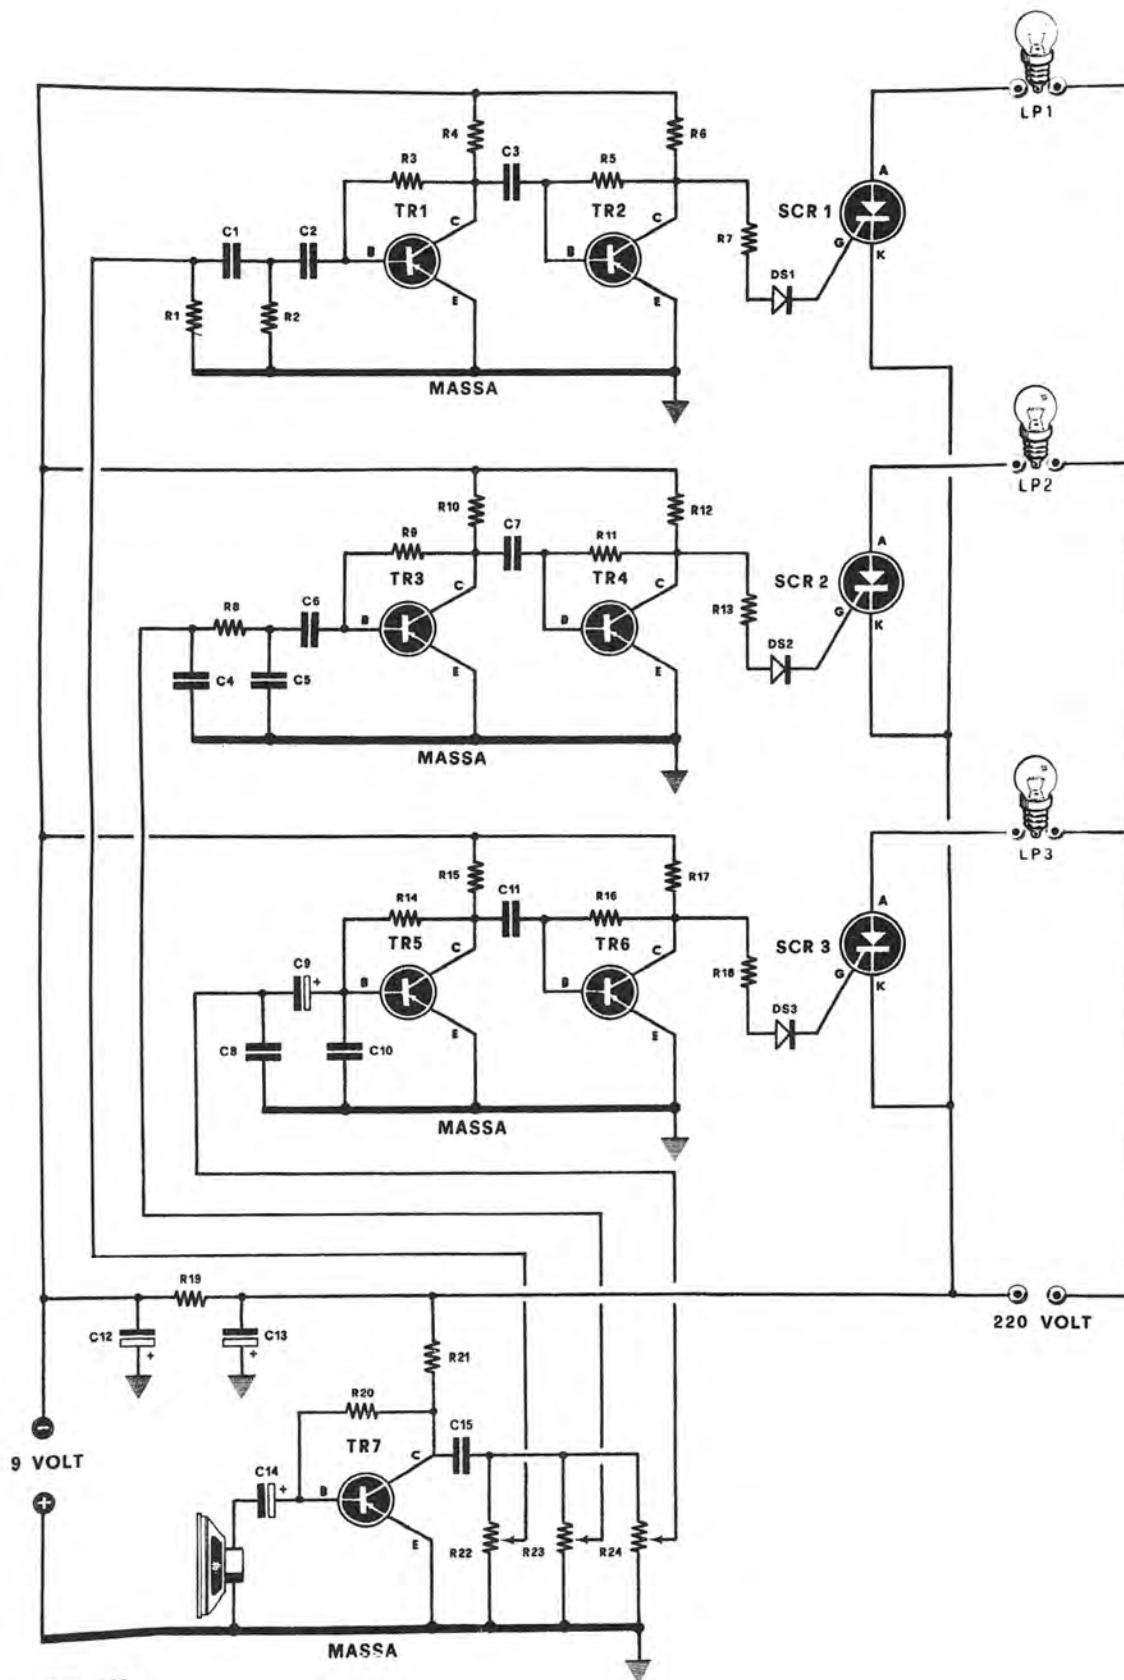 LP1
R4
R6
R3
C3
R5
A
TR1
C
TR2
C
SCR 1
C1
C2
R7
G
B
B
K
DS1
E
E
R1
R2
MASSA
LP2
R10
R12
R9
C7
R11
A
TR3
C
TR4
C
SCR 2
R8
C6
R13
G
B
B
K
DS2
E
E
C4
C5
MASSA
LP3
R15
R17
R14
C11
R16
A
TR5
C
TR6
C
SCR 3
C9
+
R18
G
B
B
K
DS3
E
E
C8
C10
MASSA
R19
220 VOLT
C12
+
C13
+
R21
R20
-
9 VOLT
+
TR7
C
C15
C14
+
B
E
R22
R23
R24
MASSA